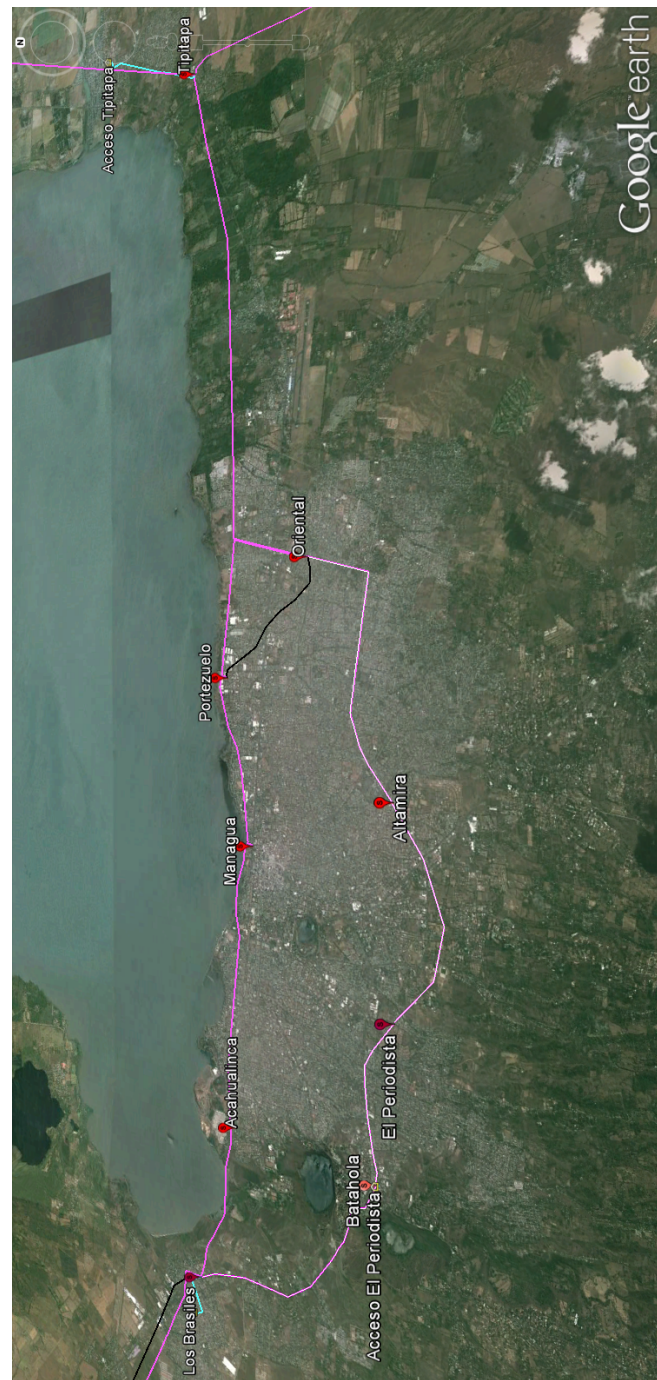 N
Acceso Tipitapa
Tipitapa
Google earth
Oriental
Portezuelo
Altamira
Managua
El Periodista
Acahualinca
Batahola
Acceso El Periodista
Los Brasiles